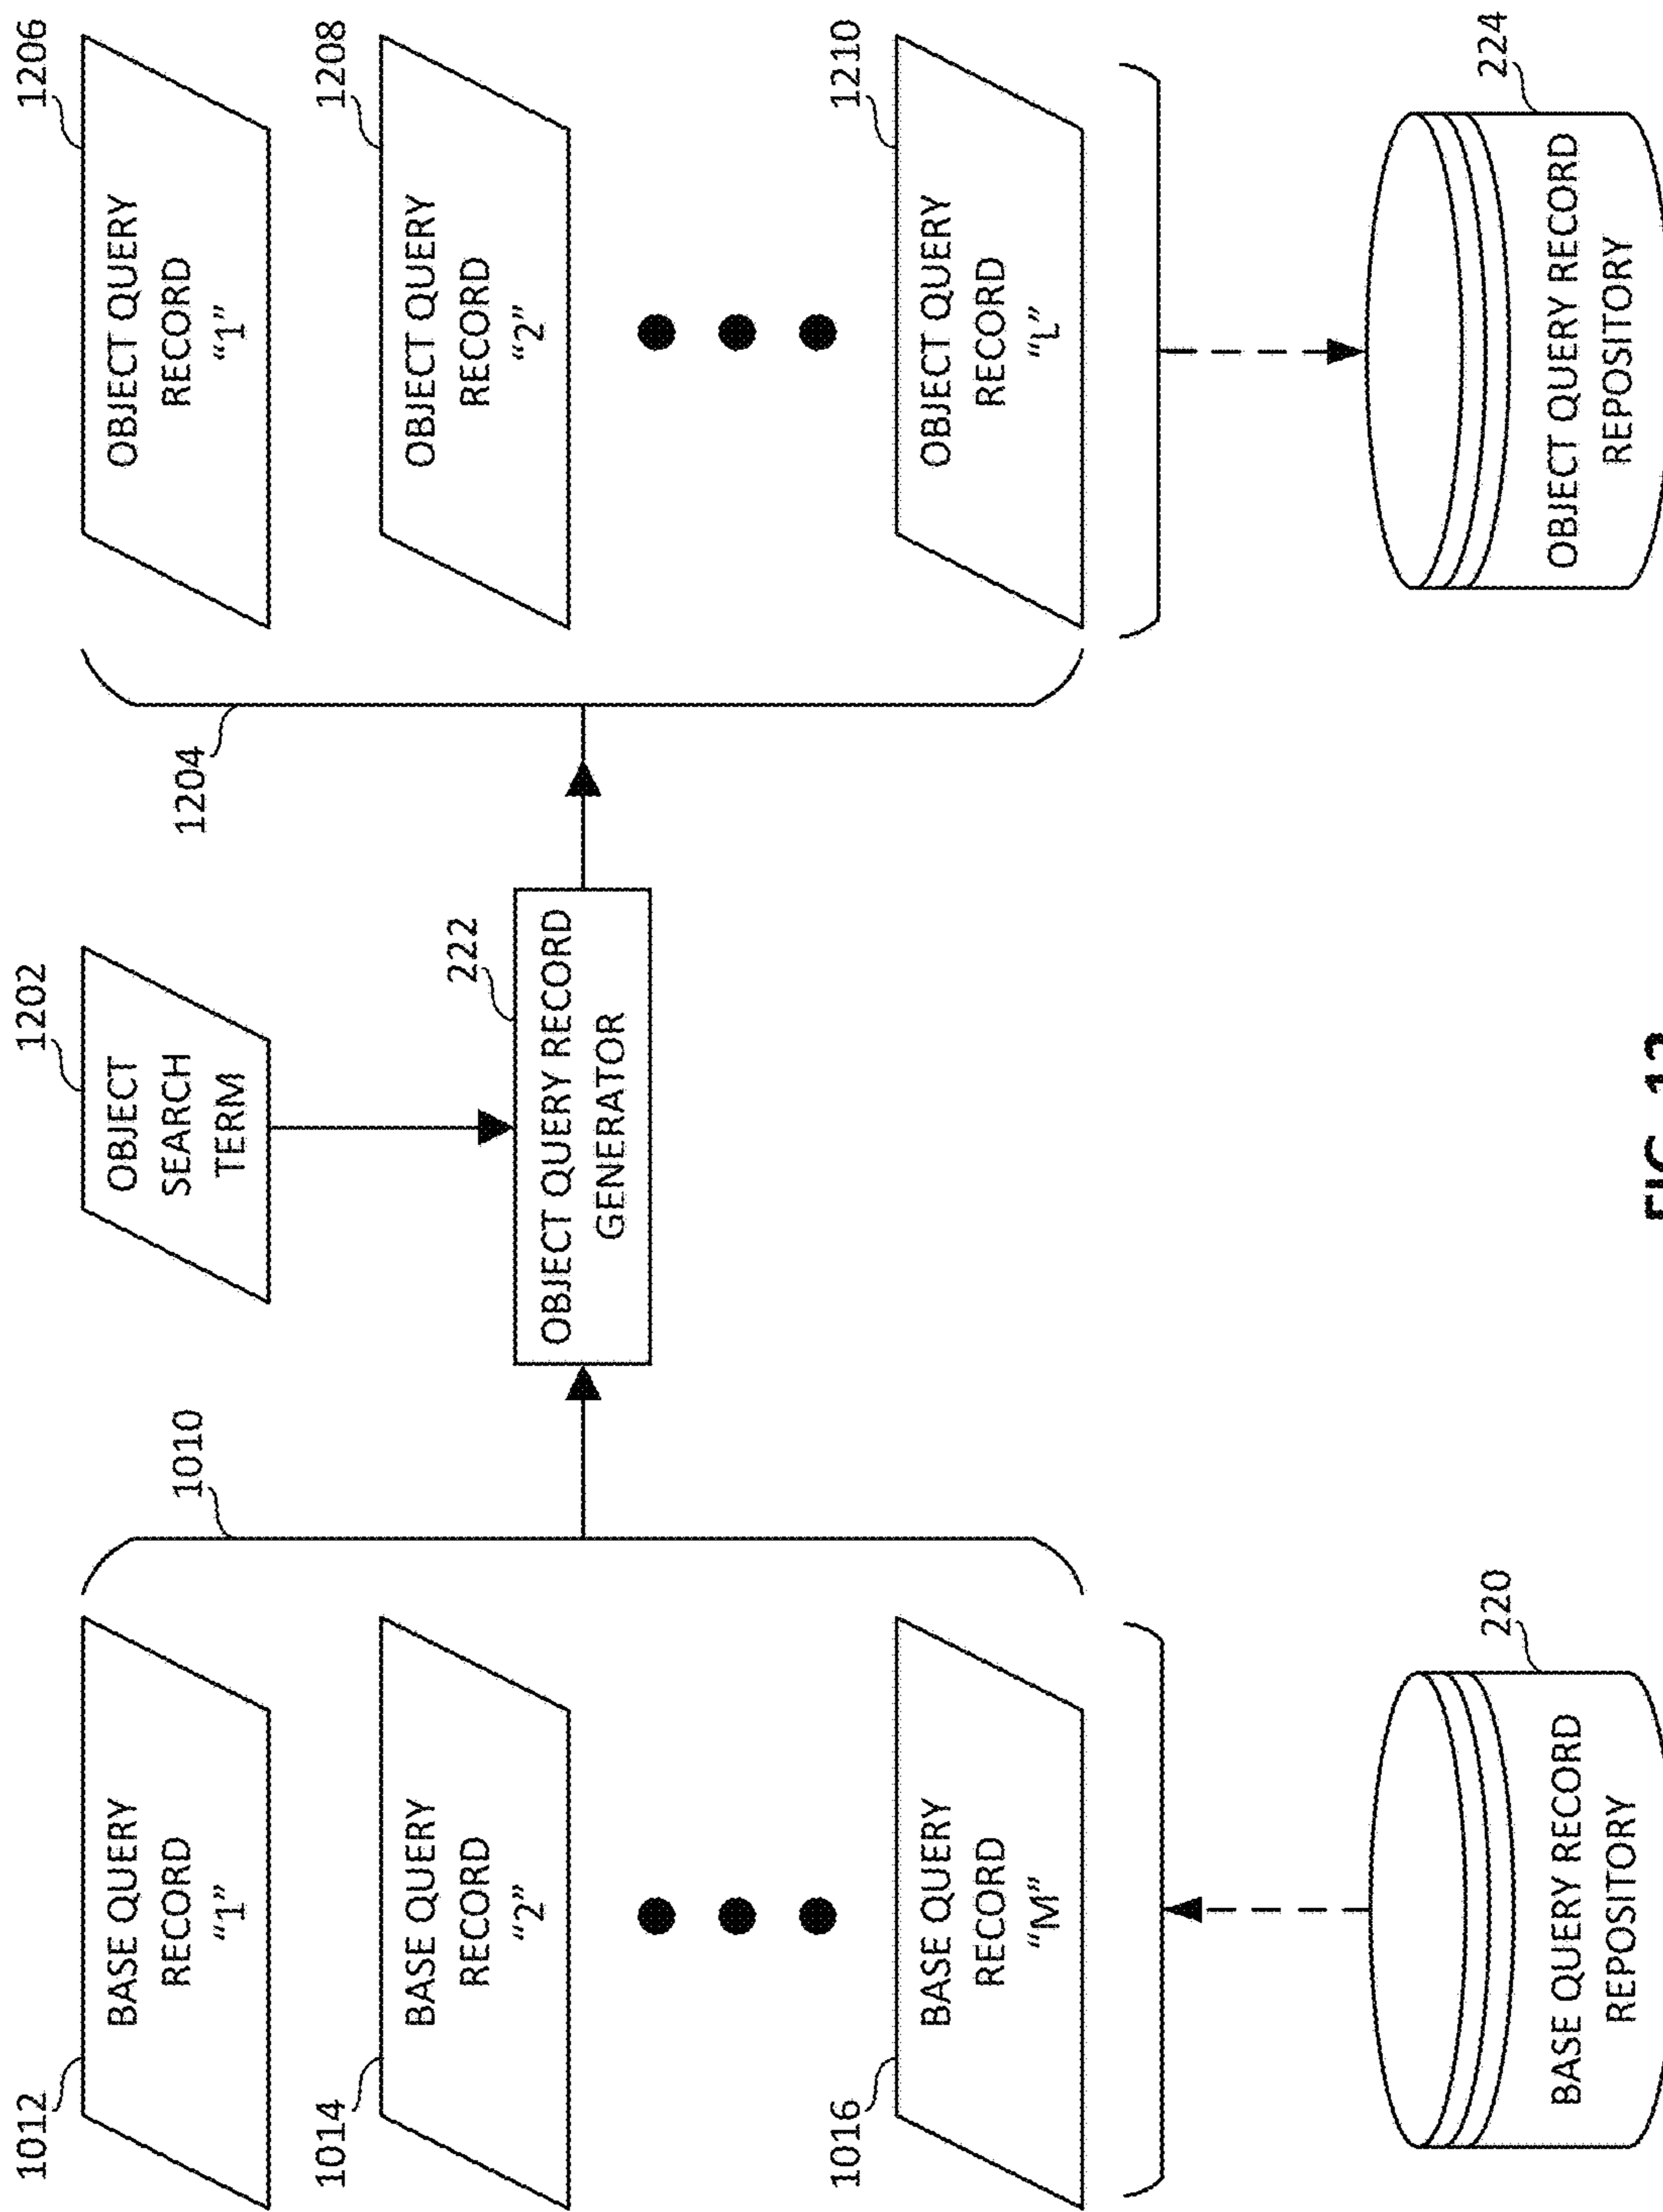 1012
BASE QUERY
RECORD
“1”
1014
BASE QUERY
RECORD
“2”
1016
BASE QUERY
RECORD
“M”
220
BASE QUERY RECORD
REPOSITORY
1010
1202
OBJECT
SEARCH
TERM
222
OBJECT QUERY RECORD
GENERATOR
1204
1206
OBJECT QUERY
RECORD
“1”
1208
OBJECT QUERY
RECORD
“2”
1210
OBJECT QUERY
RECORD
“L”
224
OBJECT QUERY RECORD
REPOSITORY
FIG.